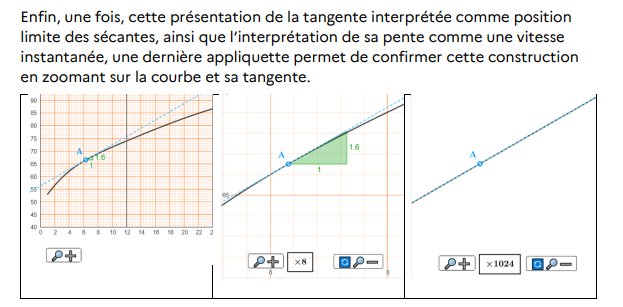 Enfin, une fois, cette présentation de la tangente interprétée comme position
limite des sécantes, ainsi que l'interprétation de sa pente comme une vitesse
instantanée, une dernière appliquette permet de confirmer cette construction
en zoomant sur la courbe et sa tangente.
90
85
80
75
70
65
60
55
50
45
40
0 2 4 6 8 10 12 14 16 18 20 22 2
A
1.6
1
A
1.6
1
65
×8
6
8
A
×1024